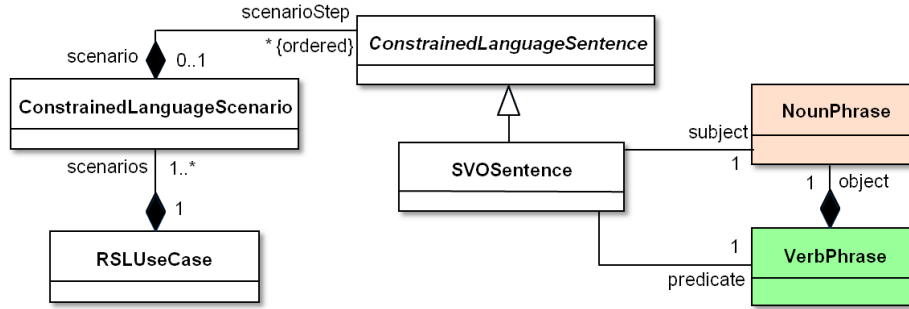 scenarioStep
ConstrainedLanguageSentence
* {ordered}
scenario
0..1
ConstrainedLanguageScenario
NounPhrase
subject
1
scenarios
1..*
SVOSentence
1
object
1
RSLUseCase
1
VerbPhrase
predicate